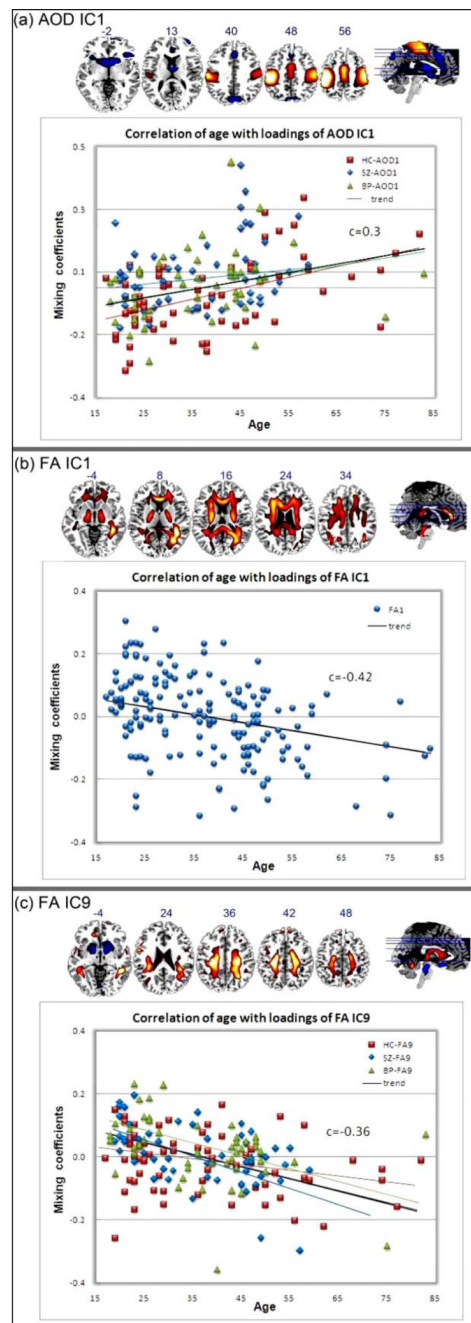 (a) AOD IC1
-2 13 40 48 56
Correlation of age with loadings of AOD IC1
0.5
0.3
0.1
-0.2
-0.4
Mixing coefficients
HC-AOD1
SZ-AOD1
BP-AOD1
trend
c=0.3
15 25 35 45 55 65 75 85
Age
(b) FA IC1
-4 8 16 24 34
Correlation of age with loadings of FA IC1
0.4
0.2
0.0
-0.2
-0.4
Mixing coefficients
FA1
trend
c=-0.42
15 25 35 45 55 65 75 85
Age
(c) FA IC9
-4 24 36 42 48
Correlation of age with loadings of FA IC9
0.4
0.2
0.0
-0.2
-0.4
Mixing coefficients
HC-FA9
SZ-FA9
BP-FA9
trend
c=-0.36
15 25 35 45 55 65 75 85
Age